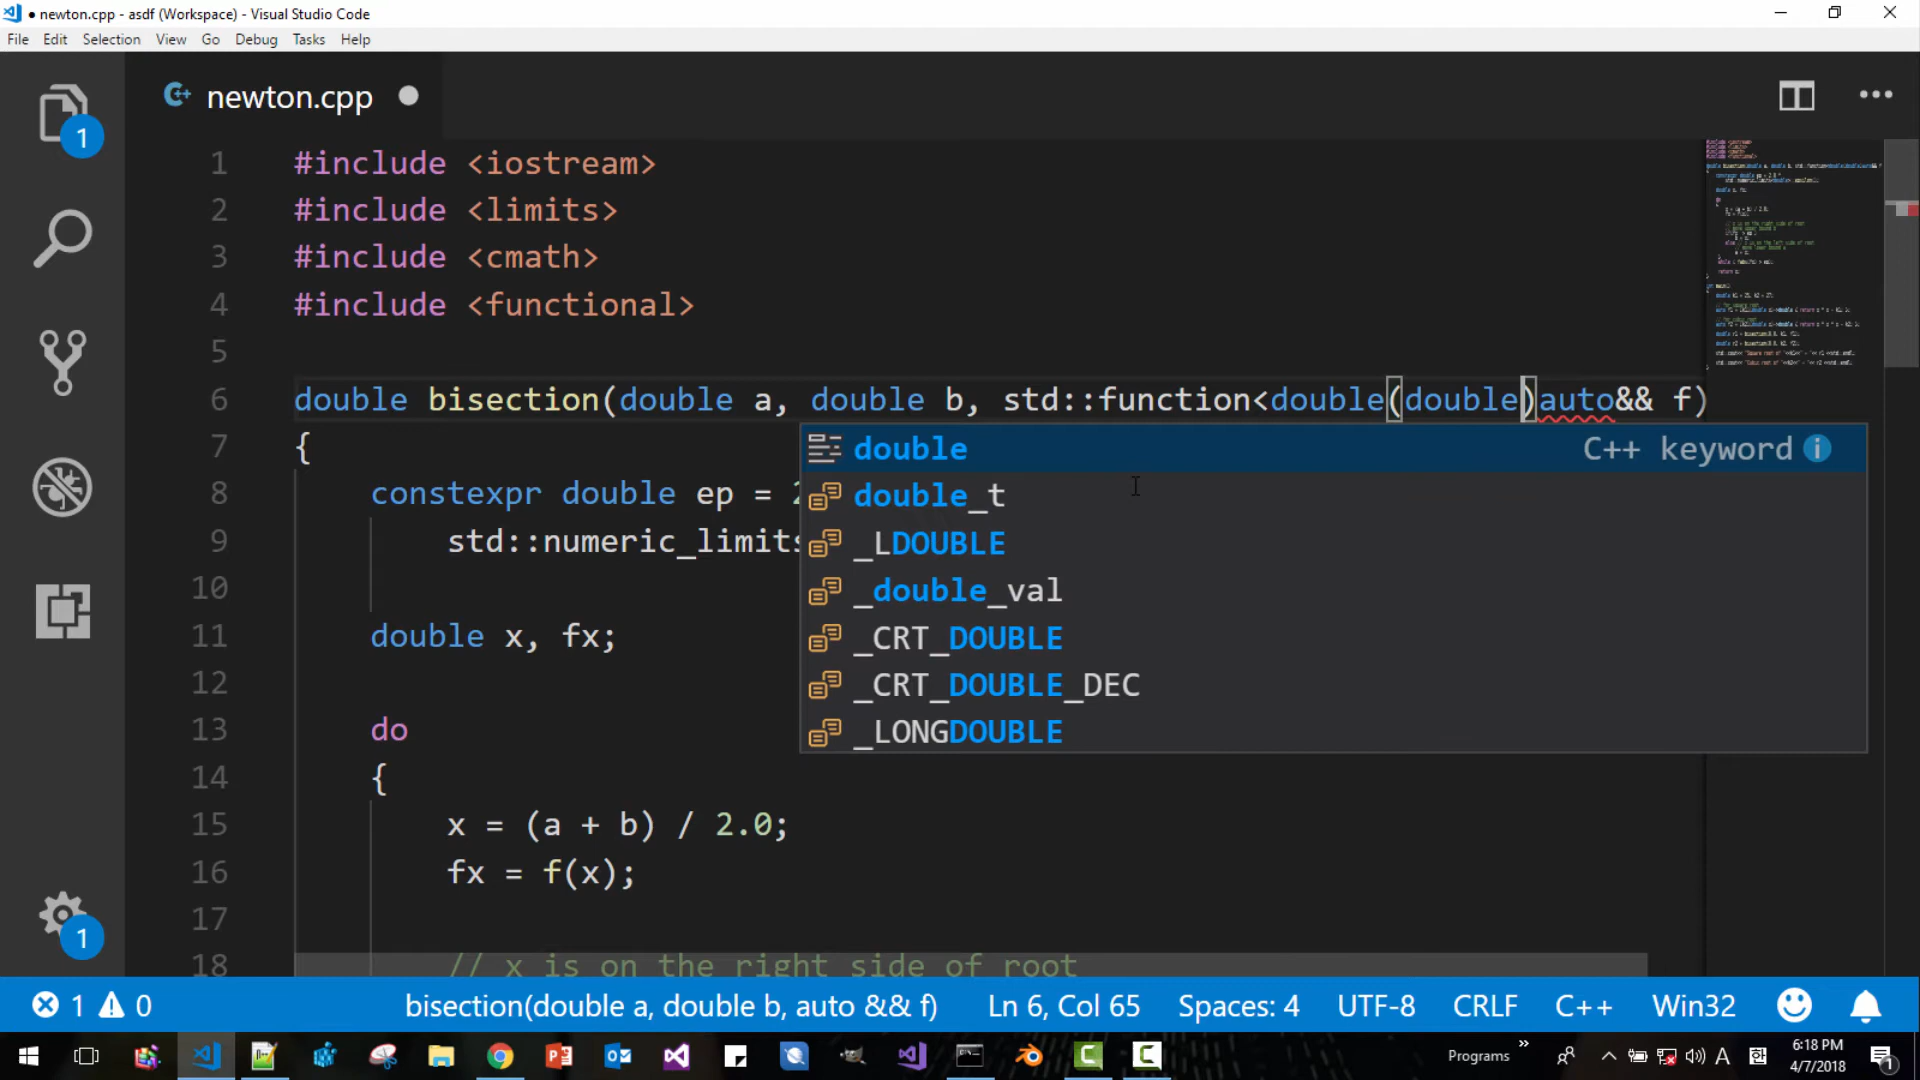 newton.cpp - asdf (Workspace) - Visual Studio Code
File Edit Selection View Go Debug Tasks Help
1
newton.cpp
1 #include <iostream>
2 #include <limits>
3 #include <cmath>
4 #include <functional>
5
6 double bisection(double a, double b, std::function<double(double)auto&& f)
7 {
double C++ keyword
8 constexpr double ep = 2
double_t
9 std::numeric_limits
_LDOUBLE
10
_double_val
11 double x, fx;
_CRT_DOUBLE
12
_CRT_DOUBLE_DEC
13 do
_LONGDOUBLE
14 {
15 x = (a + b) / 2.0;
16 fx = f(x);
17
18 // x is on the right side of root
1
1 0 bisection(double a, double b, auto && f) Ln 6, Col 65 Spaces: 4 UTF-8 CRLF C++ Win32
Programs » A 한 6:18 PM
4/7/2018 1